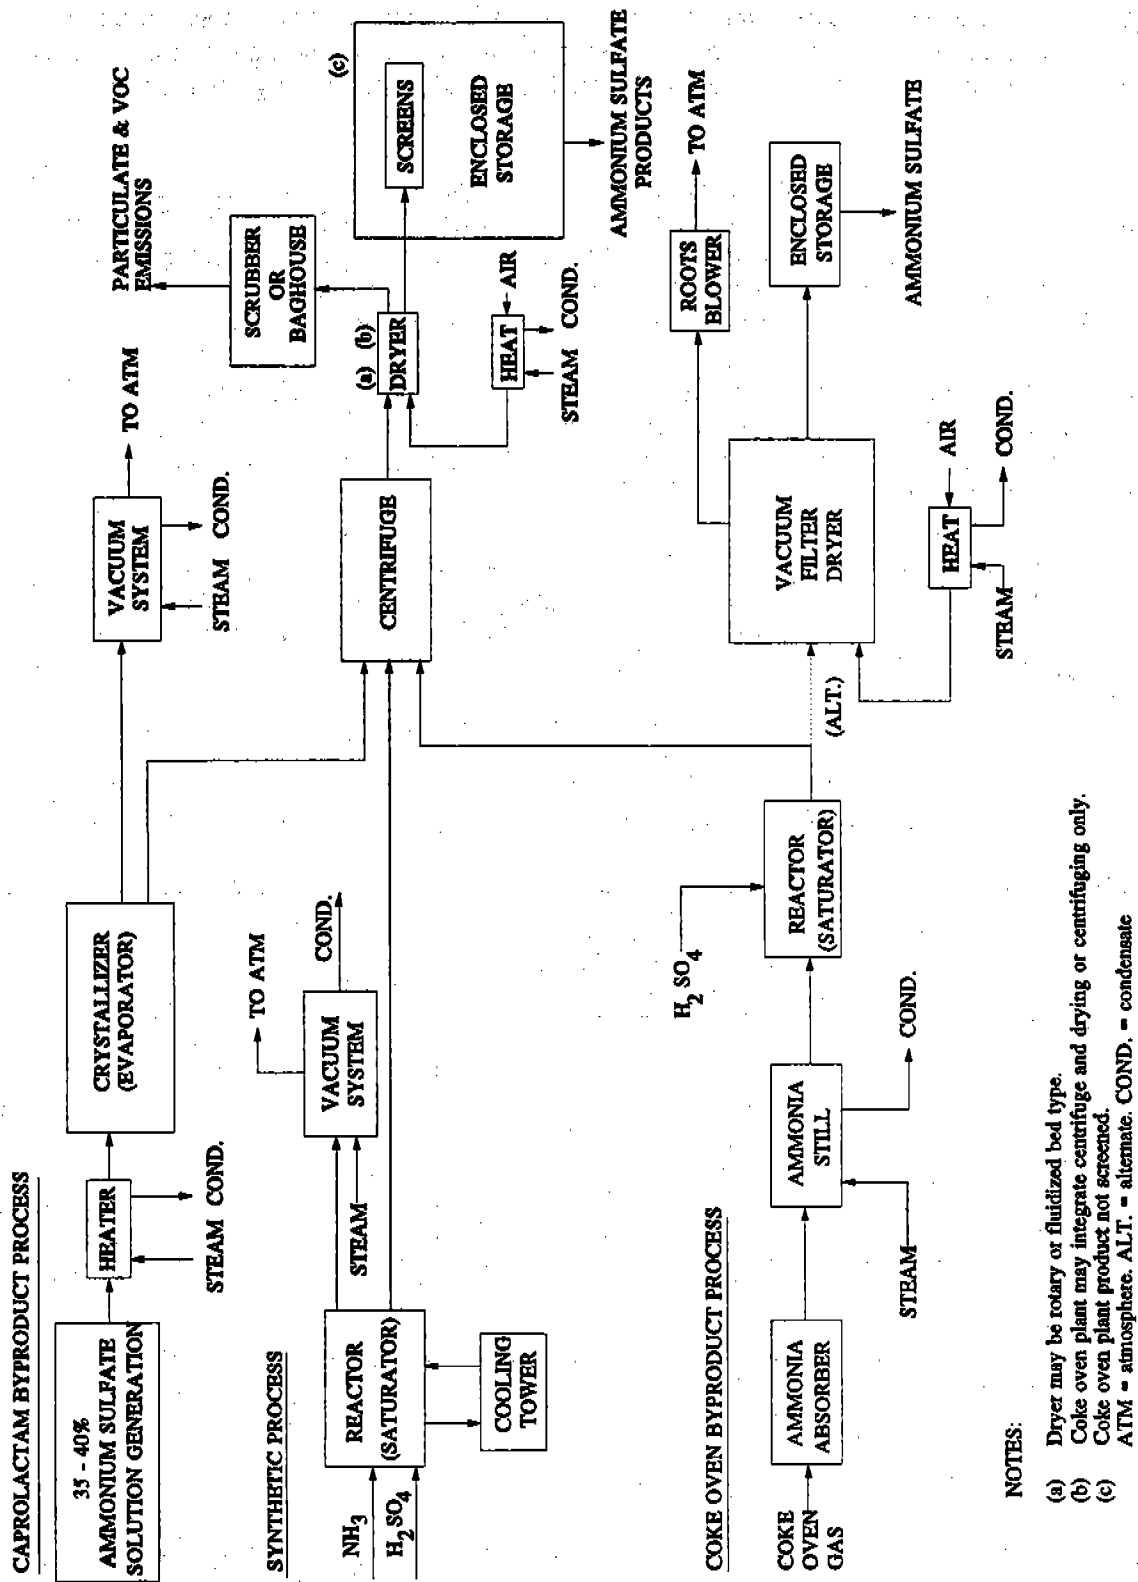 CAPROLACTAM BYPRODUCT PROCESS
35 - 40%
AMMONIUM SULFATE
SOLUTION GENERATION
HEATER
STEAM COND.
CRYSTALLIZER
(EVAPORATOR)
VACUUM
SYSTEM
TO ATM
STEAM COND.
PARTICULATE & VOC
EMISSIONS
SCRUBBER
OR
BAGHOUSE
SYNTHETIC PROCESS
NH3
H2SO4
REACTOR
(SATURATOR)
COOLING
TOWER
STEAM
VACUUM
SYSTEM
TO ATM
COND.
CENTRIFUGE
(a) (b)
DRYER
HEAT
AIR
STEAM COND.
(c)
SCREENS
ENCLOSED
STORAGE
AMMONIUM SULFATE
PRODUCTS
COKE OVEN BYPRODUCT PROCESS
COKE
OVEN
GAS
AMMONIA
ABSORBER
AMMONIA
STILL
STEAM
COND.
H2SO4
REACTOR
(SATURATOR)
(ALT.)
VACUUM
FILTER
DRYER
HEAT
AIR
STEAM
COND.
ROOTS
BLOWER
TO ATM
ENCLOSED
STORAGE
AMMONIUM SULFATE
NOTES:
(a) Dryer may be rotary or fluidized bed type.
(b) Coke oven plant may integrate centrifuge and drying or centrifuging only.
(c) Coke oven plant product not screened.
ATM = atmosphere. ALT. = alternate. COND. = condensate